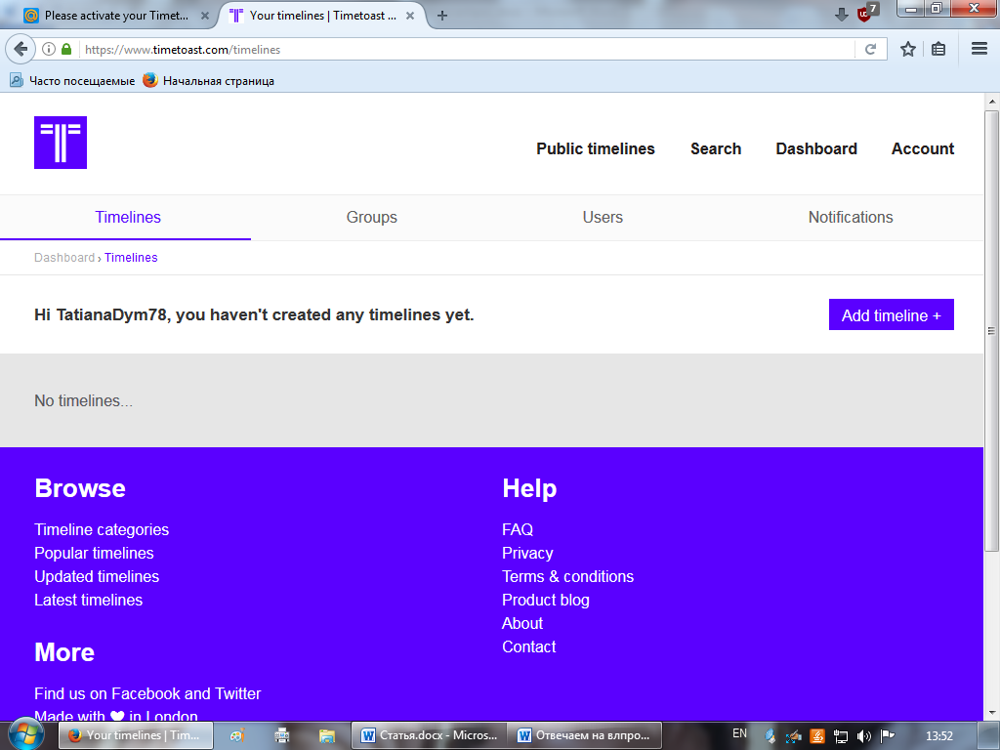 Please activate your Timet...
Your timelines | Timetoast ...
7
https://www.timetoast.com/timelines
Часто посещаемые
Начальная страница
Public timelines
Search
Dashboard
Account
Timelines
Groups
Users
Notifications
Dashboard › Timelines
Hi TatianaDym78, you haven't created any timelines yet.
Add timeline +
No timelines...
Browse
Timeline categories
Popular timelines
Updated timelines
Latest timelines
More
Find us on Facebook and Twitter
Made with ♥ in London
Help
FAQ
Privacy
Terms & conditions
Product blog
About
Contact
Your timelines | Tim...
Статья.docx - Micros...
Отвечаем на влпро...
EN
13:52